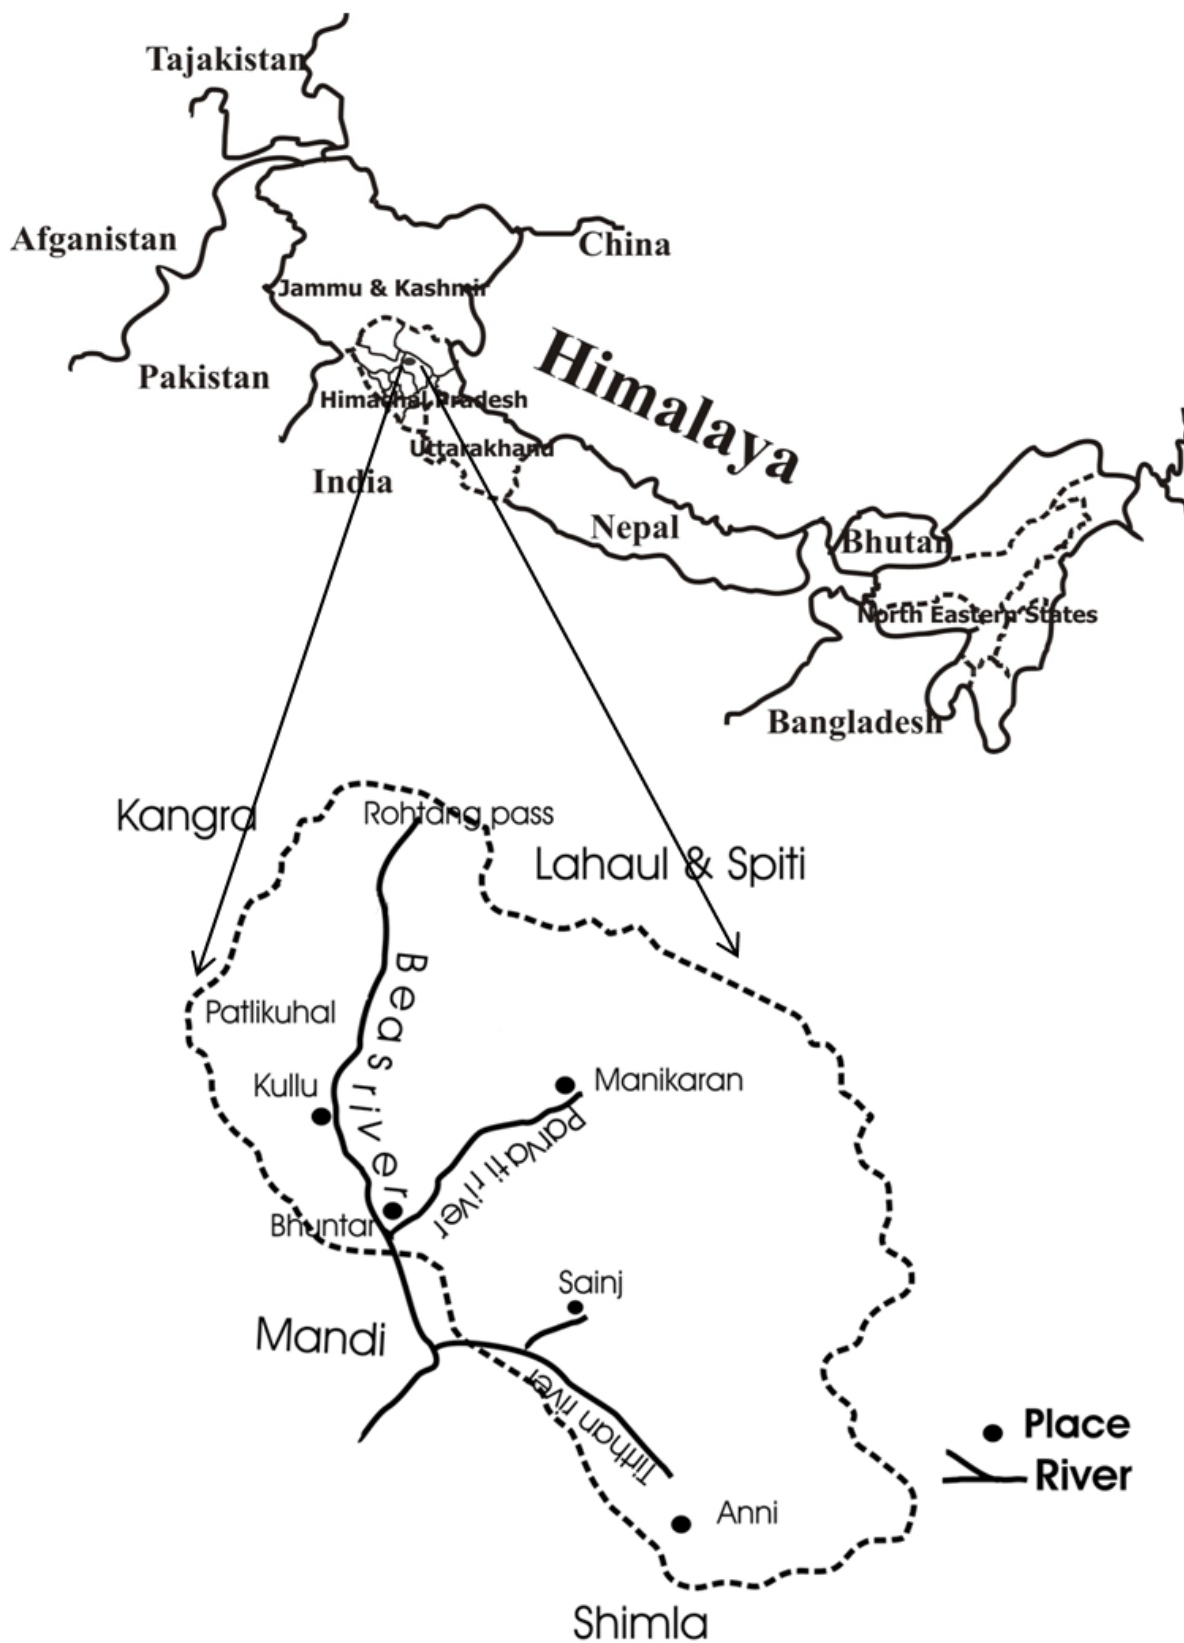 Tajakistan
Afganistan
China
Jammu & Kashmir
Pakistan
Himalaya
Himachal Pradesh
Uttarakhand
India
Nepal
Bhutan
North Eastern States
Bangladesh
Kangra
Rohtang pass
Lahaul & Spiti
Beas river
Patlikuhal
Kullu
Manikaran
Parvati river
Bhuntar
Sainj
Mandi
Tirthan river
Place
River
Anni
Shimla